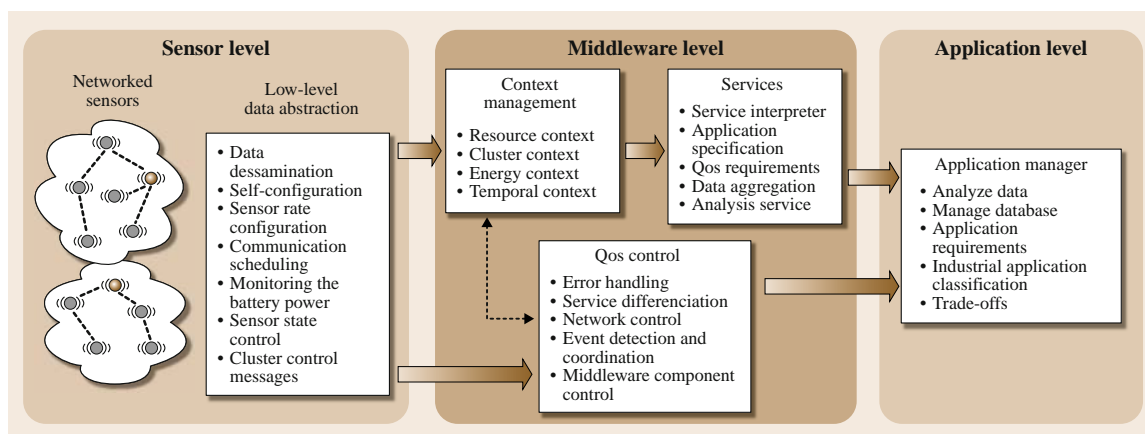 Sensor level
Networked
sensors
Low-level
data abstraction
• Data
dessamination
• Self-configuration
• Sensor rate
configuration
• Communication
scheduling
• Monitoring the
battery power
• Sensor state
control
• Cluster control
messages
Middleware level
Context
management
• Resource context
• Cluster context
• Energy context
• Temporal context
Services
• Service interpreter
• Application
specification
• Qos requirements
• Data aggregation
• Analysis service
Qos control
• Error handling
• Service differenciation
• Network control
• Event detection and
coordination
• Middleware component
control
Application level
Application manager
• Analyze data
• Manage database
• Application
requirements
• Industrial application
classification
• Trade-offs